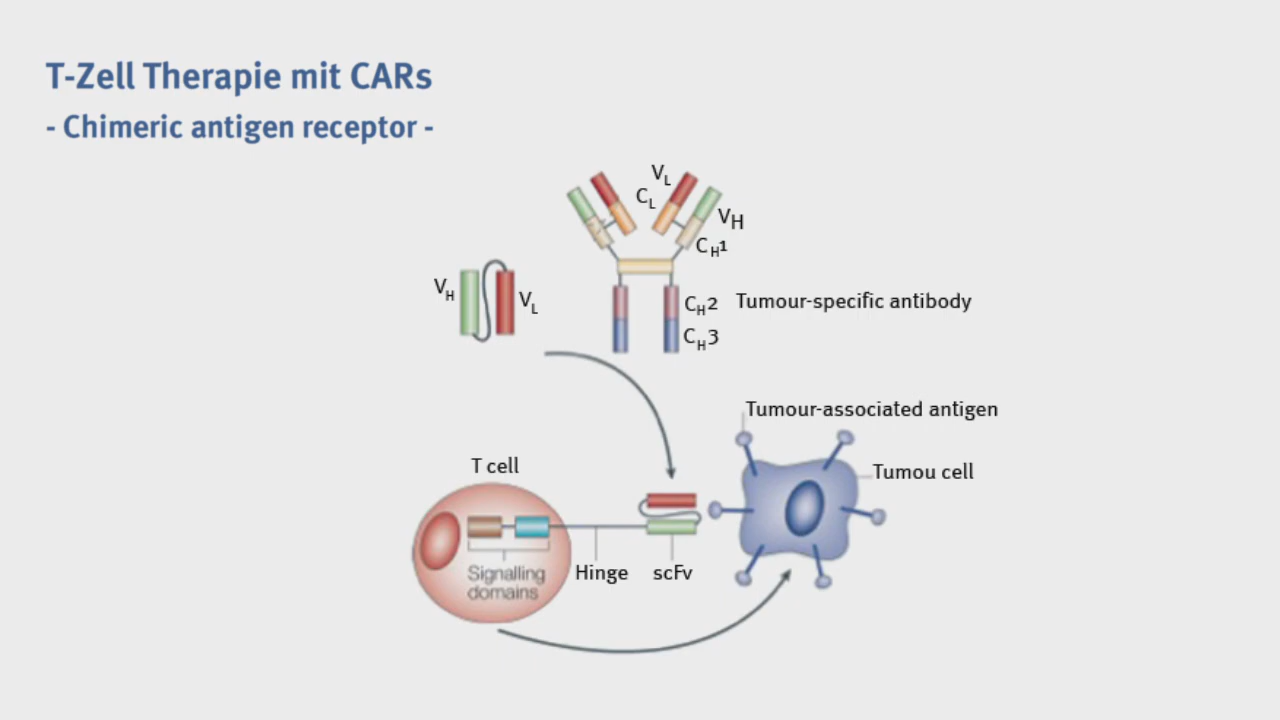 T-Zell Therapie mit CARs
- Chimeric antigen receptor -
VL
CL
VH
CH1
VH
VL
CH2
Tumour-specific antibody
CH3
Tumour-associated antigen
T cell
Tumou cell
Signalling
domains
Hinge
scFv